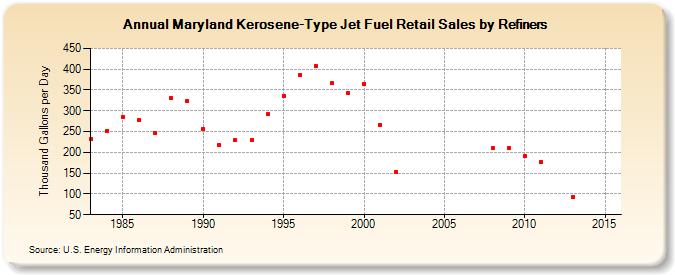 Annual Maryland Kerosene-Type Jet Fuel Retail Sales by Refiners
Thousand Gallons per Day
450
400
350
300
250
200
150
100
50
1985 1990 1995 2000 2005 2010 2015
Source: U.S. Energy Information Administration